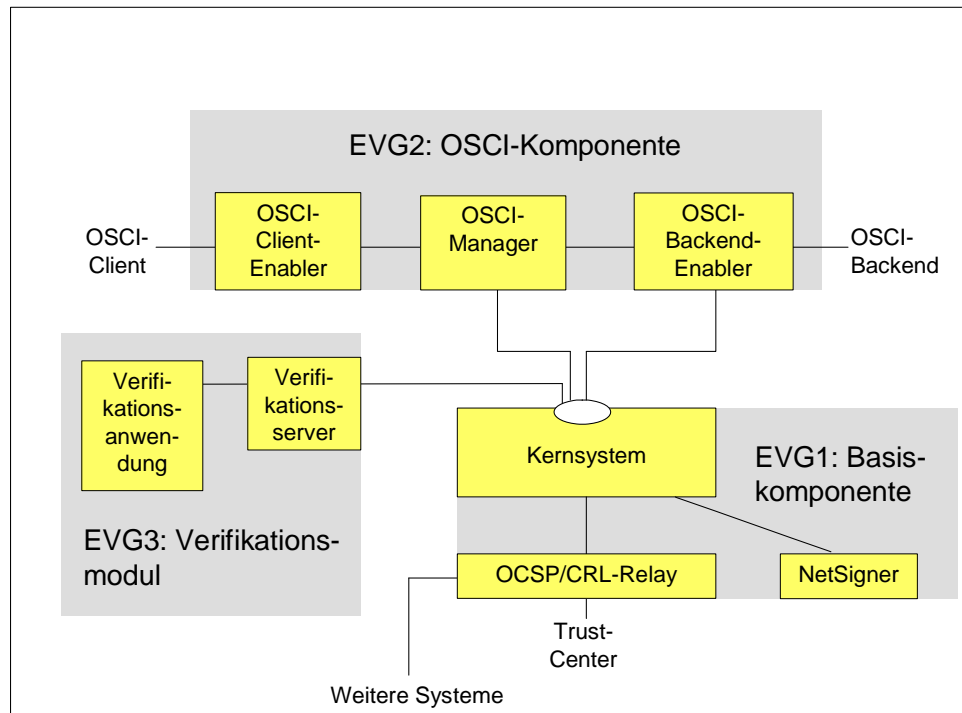 EVG2: OSCI-Komponente
OSCI-
Client
OSCI-
Client-
Enabler
OSCI-
Manager
OSCI-
Backend-
Enabler
OSCI-
Backend
Verifi-
kations-
anwen-
dung
Verifi-
kations-
server
EVG3: Verifikations-
modul
Kernsystem
EVG1: Basis-
komponente
OCSP/CRL-Relay
NetSigner
Trust-
Center
Weitere Systeme